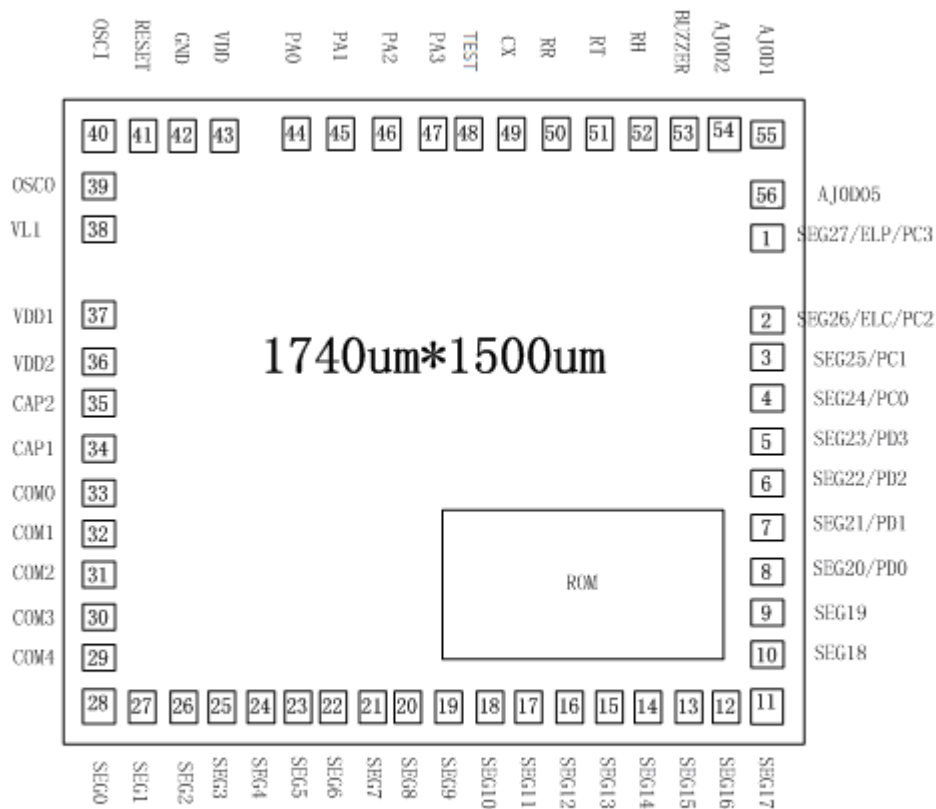 OSCI RESET GND VDD PA0 PA1 PA2 PA3 TEST CX RR RT RH BUZZER AJOD2 AJOD1
40 41 42 43 44 45 46 47 48 49 50 51 52 53 54 55
OSCO 39 56 AJOD05
VL1 38 1 SEG27/ELP/PC3
VDD1 37 2 SEG26/ELC/PC2
1740um*1500um
VDD2 36 3 SEG25/PC1
CAP2 35 4 SEG24/PC0
CAP1 34 5 SEG23/PD3
COM0 33 6 SEG22/PD2
COM1 32 7 SEG21/PD1
COM2 31 ROM 8 SEG20/PD0
COM3 30 9 SEG19
COM4 29 10 SEG18
28 27 26 25 24 23 22 21 20 19 18 17 16 15 14 13 12 11
SEG0 SEG1 SEG2 SEG3 SEG4 SEG5 SEG6 SEG7 SEG8 SEG9 SEG10 SEG11 SEG12 SEG13 SEG14 SEG15 SEG16 SEG17